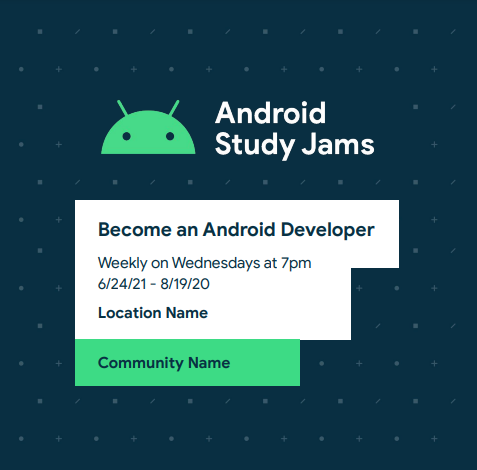 Android
Study Jams
Become an Android Developer
Weekly on Wednesdays at 7pm
6/24/21 - 8/19/20
Location Name
Community Name